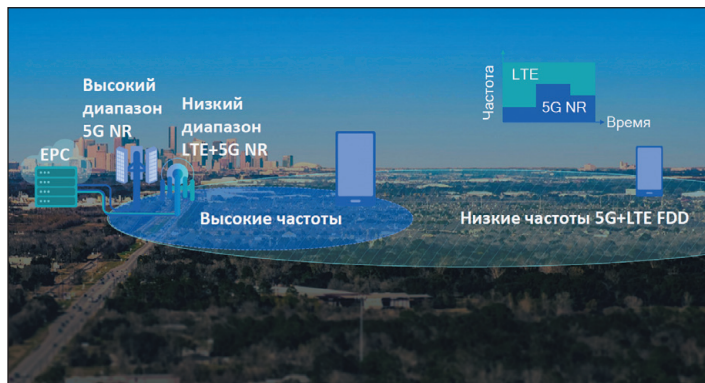 Высокий
диапазон
5G NR
Низкий
диапазон
LTE+5G NR
EPC
Частота
LTE
5G NR
Время
Высокие частоты
Низкие частоты 5G+LTE FDD